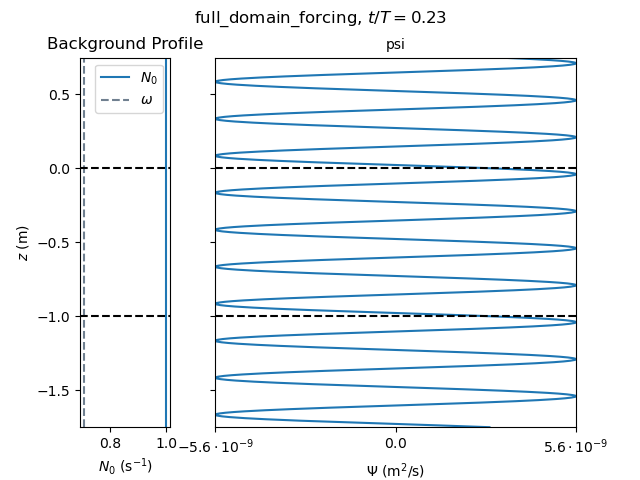 full_domain_forcing, t/T = 0.23
Background Profile
psi
N₀
ω
0.5
0.0
−0.5
−1.0
−1.5
z (m)
0.8
1.0
−5.6 · 10⁻⁹
0.0
5.6 · 10⁻⁹
N₀ (s⁻¹)
Ψ (m²/s)